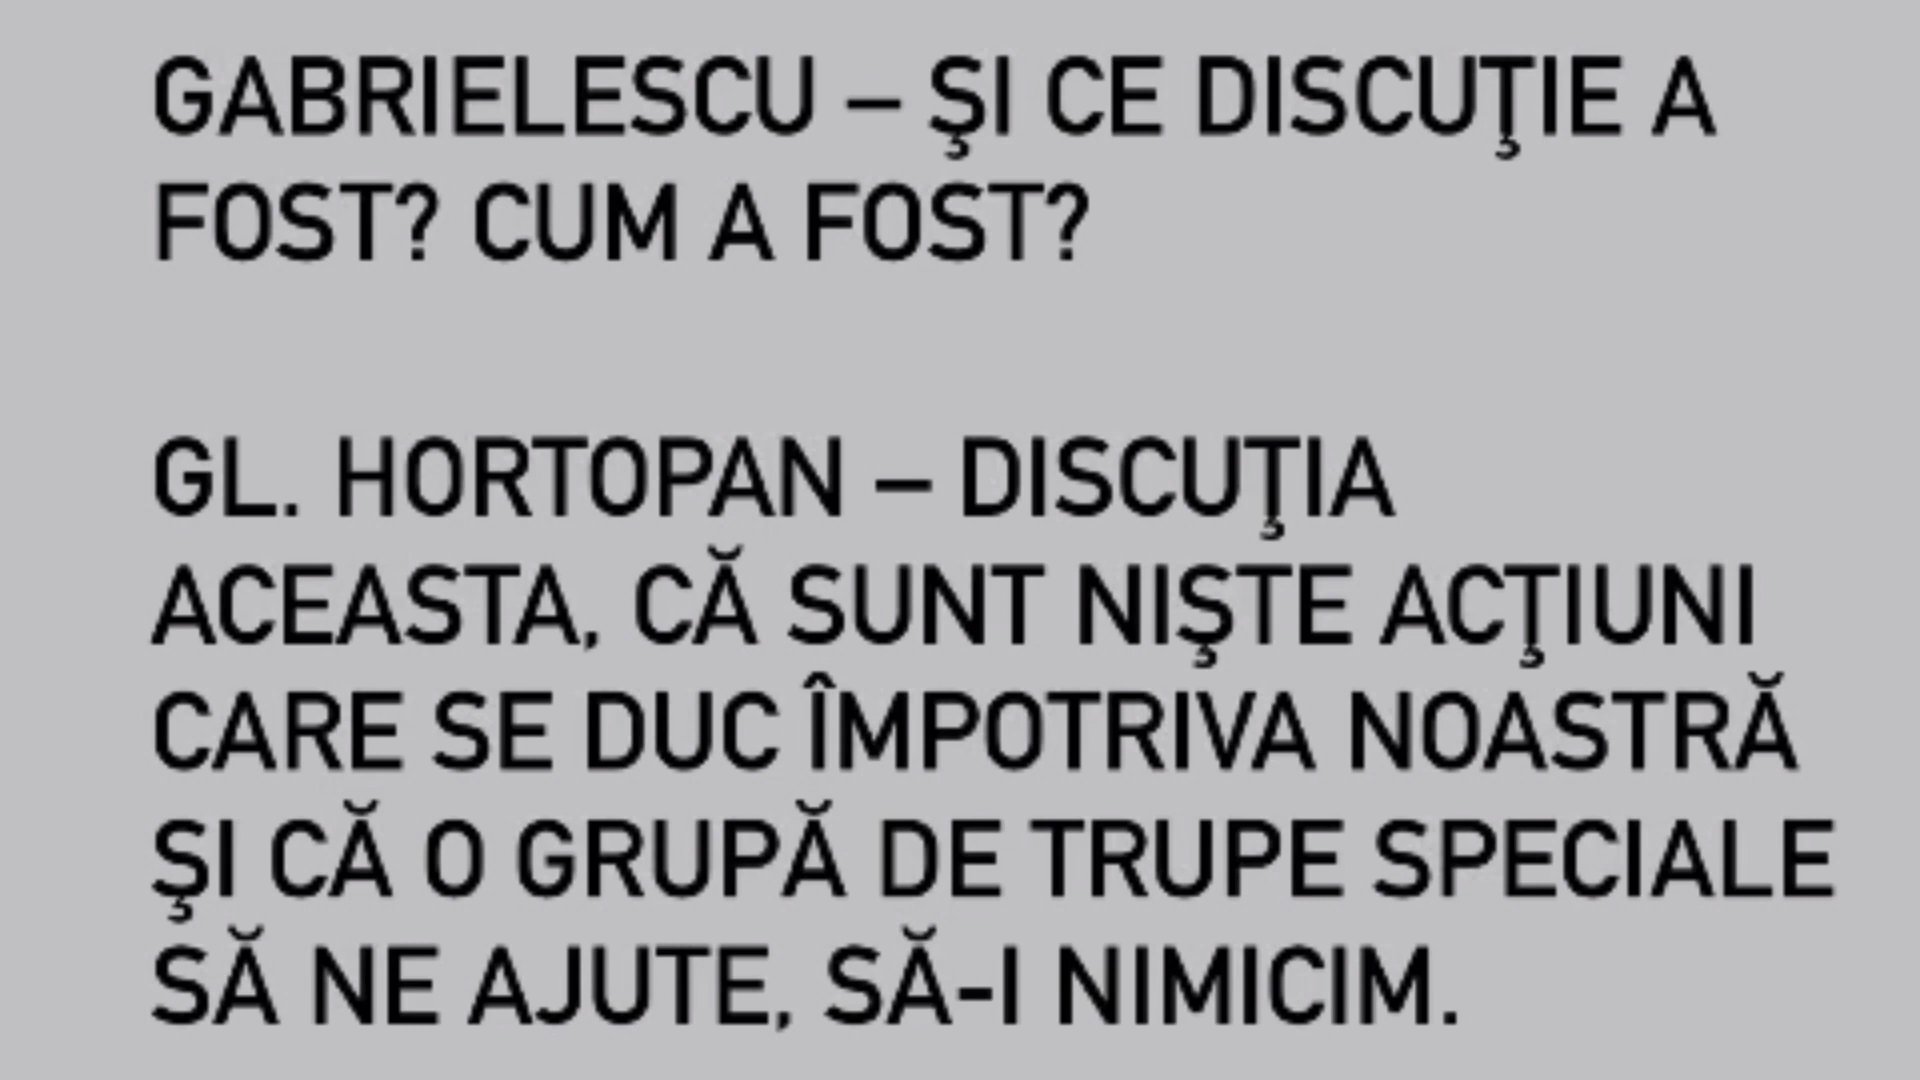 GABRIELESCU – ŞI CE DISCUŢIE A
FOST? CUM A FOST?
GL. HORTOPAN – DISCUŢIA
ACEASTA, CĂ SUNT NIŞTE ACŢIUNI
CARE SE DUC ÎMPOTRIVA NOASTRĂ
ŞI CĂ O GRUPĂ DE TRUPE SPECIALE
SĂ NE AJUTE, SĂ-I NIMICIM.